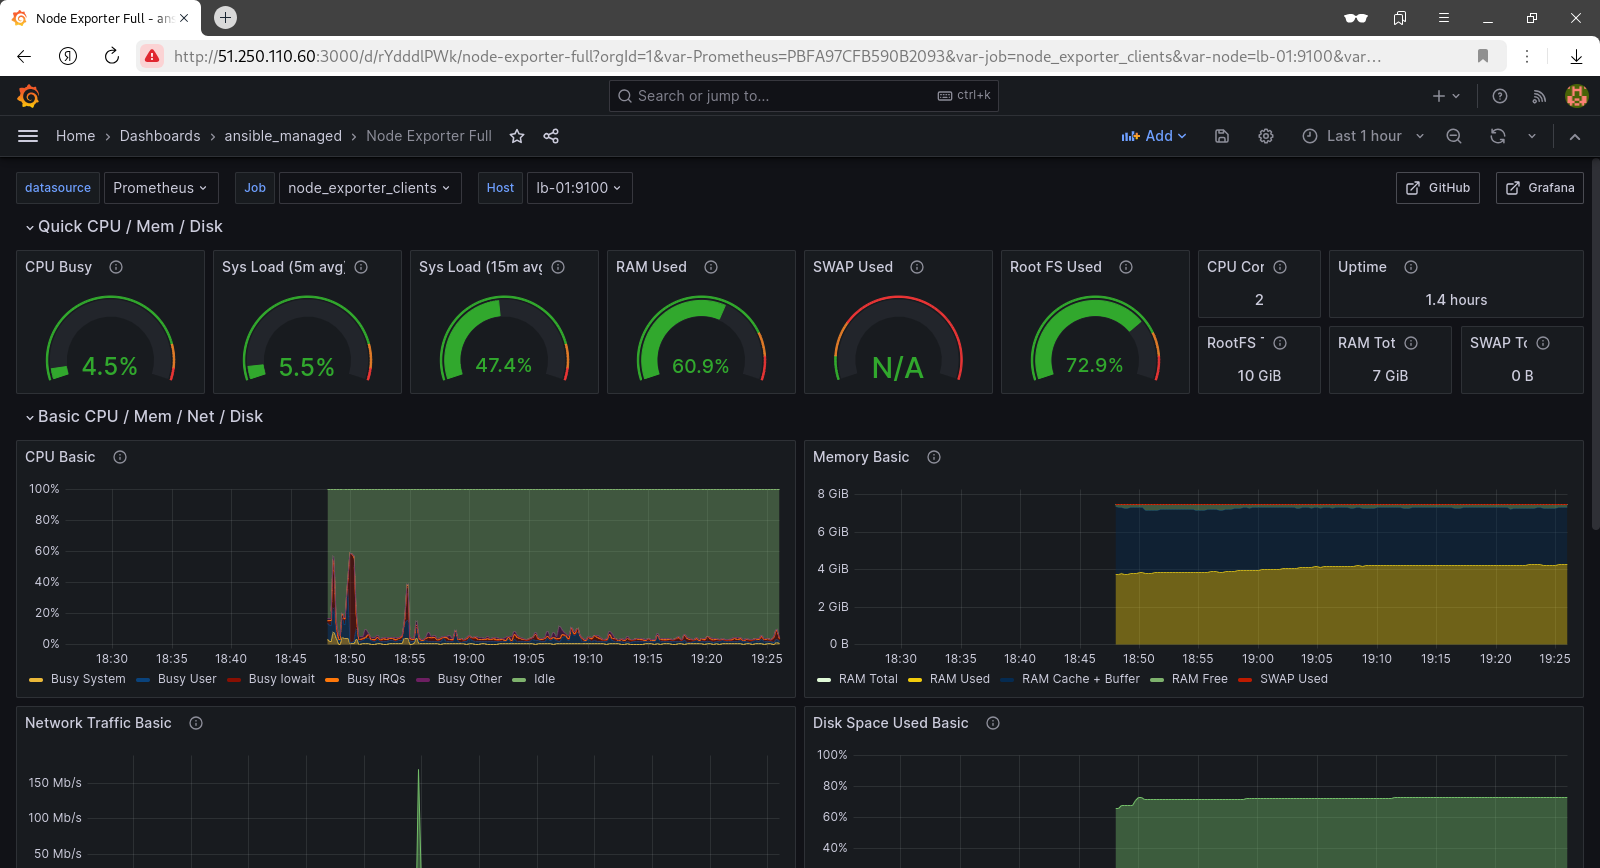 Node Exporter Full - ans
http://51.250.110.60:3000/d/rYdddlPWk/node-exporter-full?orgId=1&var-Prometheus=PBFA97CFB590B2093&var-job=node_exporter_clients&var-node=lb-01:9100&var...
Search or jump to... ctrl+k
Home > Dashboards > ansible_managed > Node Exporter Full Add Last 1 hour
datasource Prometheus Job node_exporter_clients Host lb-01:9100 GitHub Grafana
Quick CPU / Mem / Disk
CPU Busy
4.5%
Sys Load (5m avg)
5.5%
Sys Load (15m avg
47.4%
RAM Used
60.9%
SWAP Used
N/A
Root FS Used
72.9%
CPU Cor
2
Uptime
1.4 hours
RootFS T
10 GiB
RAM Tot
7 GiB
SWAP To
0 B
Basic CPU / Mem / Net / Disk
CPU Basic
100%
80%
60%
40%
20%
0%
18:30 18:35 18:40 18:45 18:50 18:55 19:00 19:05 19:10 19:15 19:20 19:25
Busy System Busy User Busy Iowait Busy IRQs Busy Other Idle
Memory Basic
8 GiB
6 GiB
4 GiB
2 GiB
0 B
18:30 18:35 18:40 18:45 18:50 18:55 19:00 19:05 19:10 19:15 19:20 19:25
RAM Total RAM Used RAM Cache + Buffer RAM Free SWAP Used
Network Traffic Basic
150 Mb/s
100 Mb/s
50 Mb/s
Disk Space Used Basic
100%
80%
60%
40%